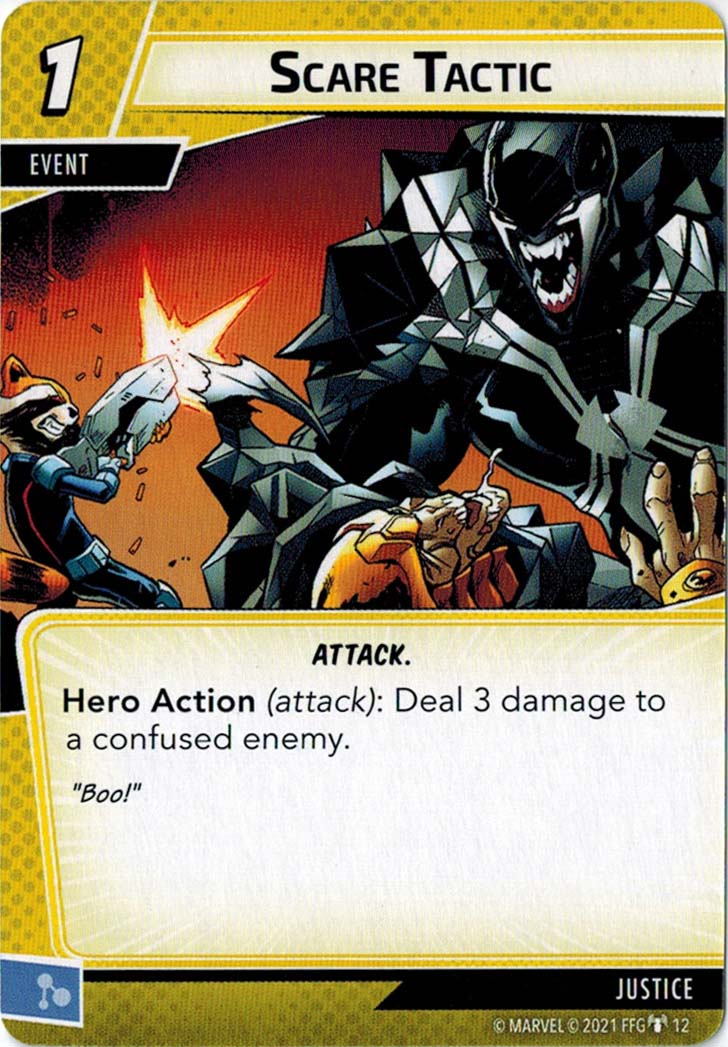 1
SCARE TACTIC
EVENT
ATTACK.
Hero Action (attack): Deal 3 damage to
a confused enemy.
"Boo!"
JUSTICE
© MARVEL © 2021 FFG 12